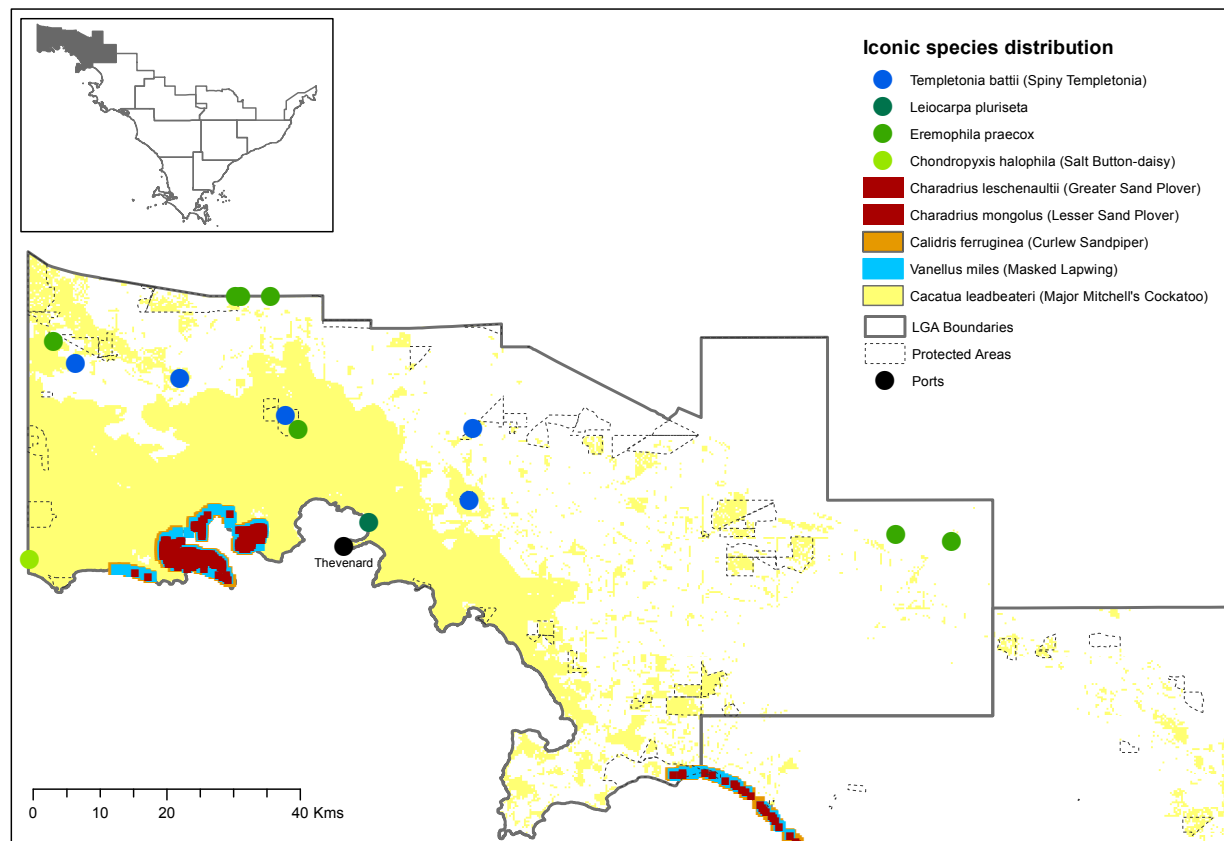 Iconic species distribution
Templetonia battii (Spiny Templetonia)
Leiocarpa pluriseta
Eremophila praecox
Chondropyxis halophila (Salt Button-daisy)
Charadrius leschenaultii (Greater Sand Plover)
Charadrius mongolus (Lesser Sand Plover)
Calidris ferruginea (Curlew Sandpiper)
Vanellus miles (Masked Lapwing)
Cacatua leadbeateri (Major Mitchell's Cockatoo)
LGA Boundaries
Protected Areas
Ports
Thevenard
0 10 20 40 Kms